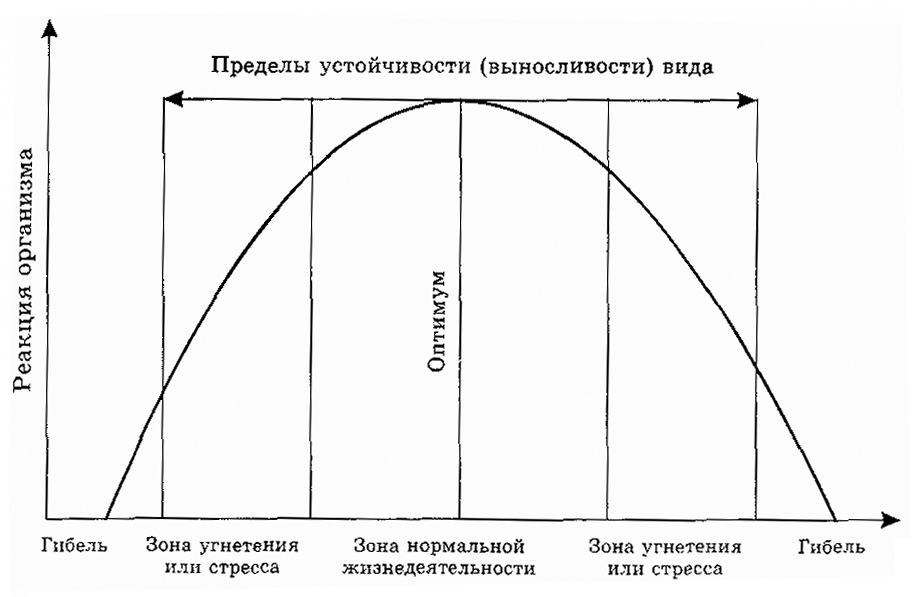 Пределы устойчивости (выносливости) вида
Реакция организма
Оптимум
Гибель
Зона угнетения
или стресса
Зона нормальной
жизнедеятельности
Зона угнетения
или стресса
Гибель